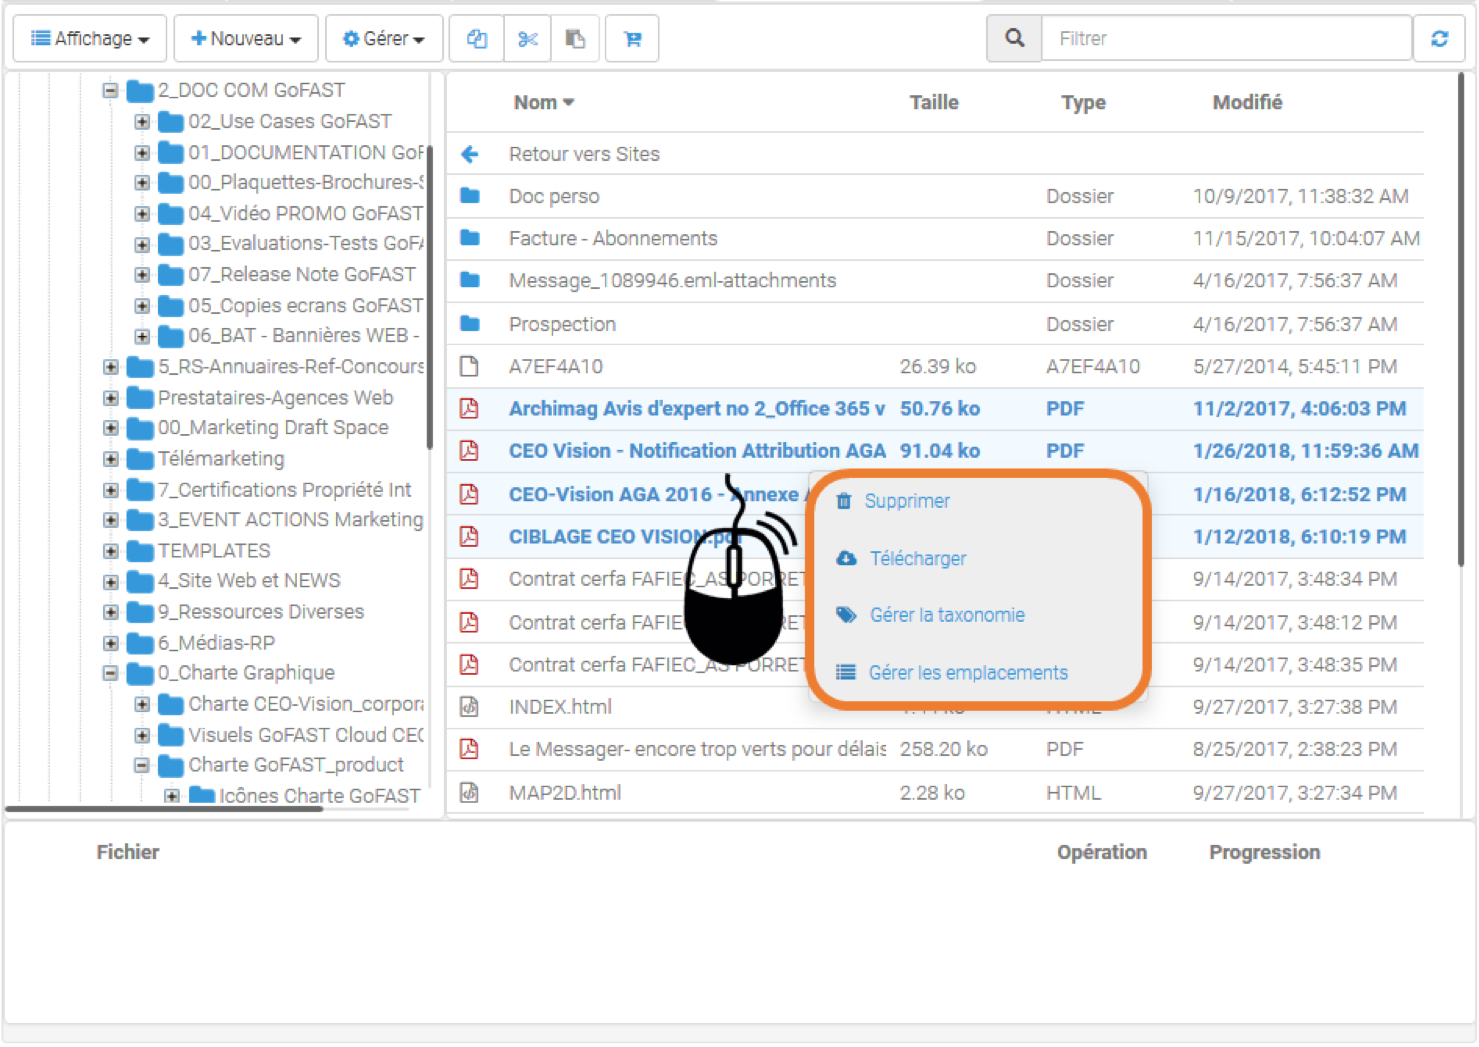 Affichage
Nouveau
Gérer
Filtrer
2_DOC COM GoFAST
02_Use Cases GoFAST
01_DOCUMENTATION GoF
00_Plaquettes-Brochures-S
04_Vidéo PROMO GoFAST
03_Evaluations-Tests GoFA
07_Release Note GoFAST
05_Copies ecrans GoFAST
06_BAT - Bannières WEB -
5_RS-Annuaires-Ref-Concours
Prestataires-Agences Web
00_Marketing Draft Space
Télémarketing
7_Certifications Propriété Int
3_EVENT ACTIONS Marketing
TEMPLATES
4_Site Web et NEWS
9_Ressources Diverses
6_Médias-RP
0_Charte Graphique
Charte CEO-Vision_corpora
Visuels GoFAST Cloud CEO
Charte GoFAST_product
Icônes Charte GoFAST
Nom Taille Type Modifié
Retour vers Sites
Doc perso Dossier 10/9/2017, 11:38:32 AM
Facture - Abonnements Dossier 11/15/2017, 10:04:07 AM
Message_1089946.eml-attachments Dossier 4/16/2017, 7:56:37 AM
Prospection Dossier 4/16/2017, 7:56:37 AM
A7EF4A10 26.39 ko A7EF4A10 5/27/2014, 5:45:11 PM
Archimag Avis d'expert no 2_Office 365 v 50.76 ko PDF 11/2/2017, 4:06:03 PM
CEO Vision - Notification Attribution AGA 91.04 ko PDF 1/26/2018, 11:59:36 AM
CEO-Vision AGA 2016 - Annexe 1/16/2018, 6:12:52 PM
CIBLAGE CEO VISION.pdf 1/12/2018, 6:10:19 PM
Contrat cerfa FAFIEC_AS PORRET 9/14/2017, 3:48:34 PM
Contrat cerfa FAFIEC 9/14/2017, 3:48:12 PM
Contrat cerfa FAFIEC_AS PORRET 9/14/2017, 3:48:35 PM
INDEX.html HTML 9/27/2017, 3:27:38 PM
Le Messager- encore trop verts pour délais 258.20 ko PDF 8/25/2017, 2:38:23 PM
MAP2D.html 2.28 ko HTML 9/27/2017, 3:27:34 PM
Supprimer
Télécharger
Gérer la taxonomie
Gérer les emplacements
Fichier Opération Progression